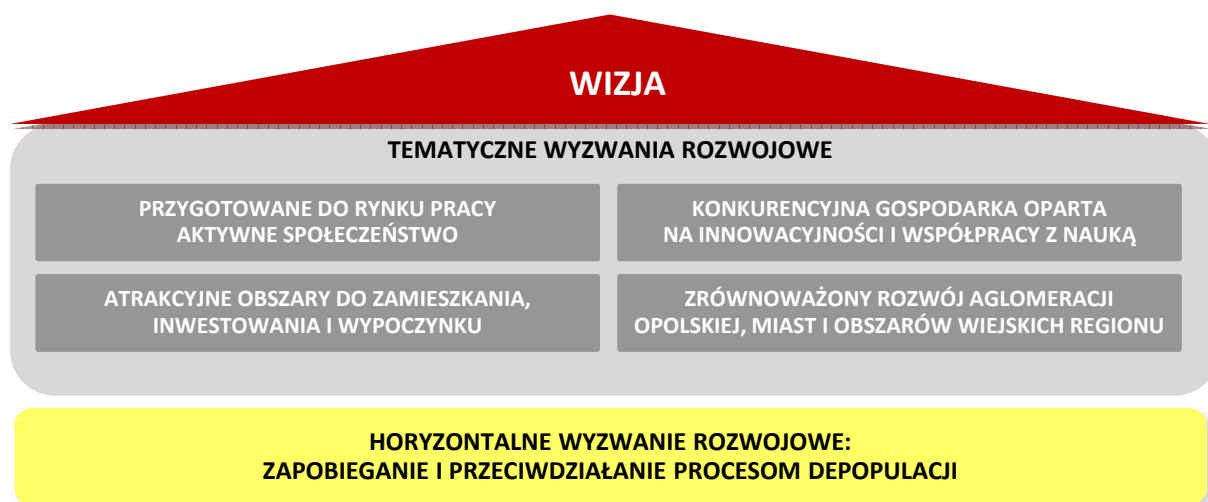 WIZJA
TEMATYCZNE WYZWANIA ROZWOJOWE
PRZYGOTOWANE DO RYNKU PRACY
AKTYWNE SPOŁECZEŃSTWO
KONKURENCYJNA GOSPODARKA OPARTA
NA INNOWACYJNOŚCI I WSPÓŁPRACY Z NAUKĄ
ATRAKCYJNE OBSZARY DO ZAMIESZKANIA,
INWESTOWANIA I WYPOCZYNKU
ZRÓWNOWAŻONY ROZWÓJ AGLOMERACJI
OPOLSKIEJ, MIAST I OBSZARÓW WIEJSKICH REGIONU
HORYZONTALNE WYZWANIE ROZWOJOWE:
ZAPOBIEGANIE I PRZECIWDZIAŁANIE PROCESOM DEPOPULACJI